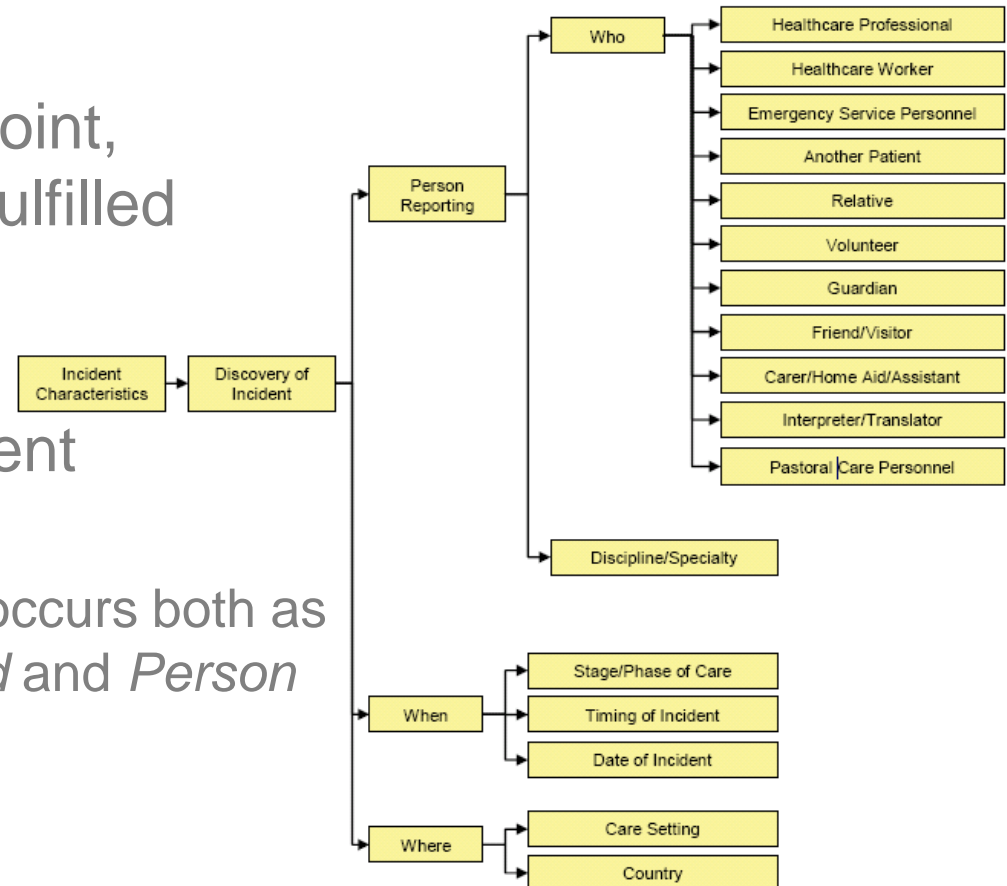 oint,
ulfilled
ent
occurs both as
d and Person
Incident
Characteristics
Discovery of
Incident
Person
Reporting
Who
Healthcare Professional
Healthcare Worker
Emergency Service Personnel
Another Patient
Relative
Volunteer
Guardian
Friend/Visitor
Carer/Home Aid/Assistant
Interpreter/Translator
Pastoral Care Personnel
Discipline/Specialty
When
Stage/Phase of Care
Timing of Incident
Date of Incident
Where
Care Setting
Country